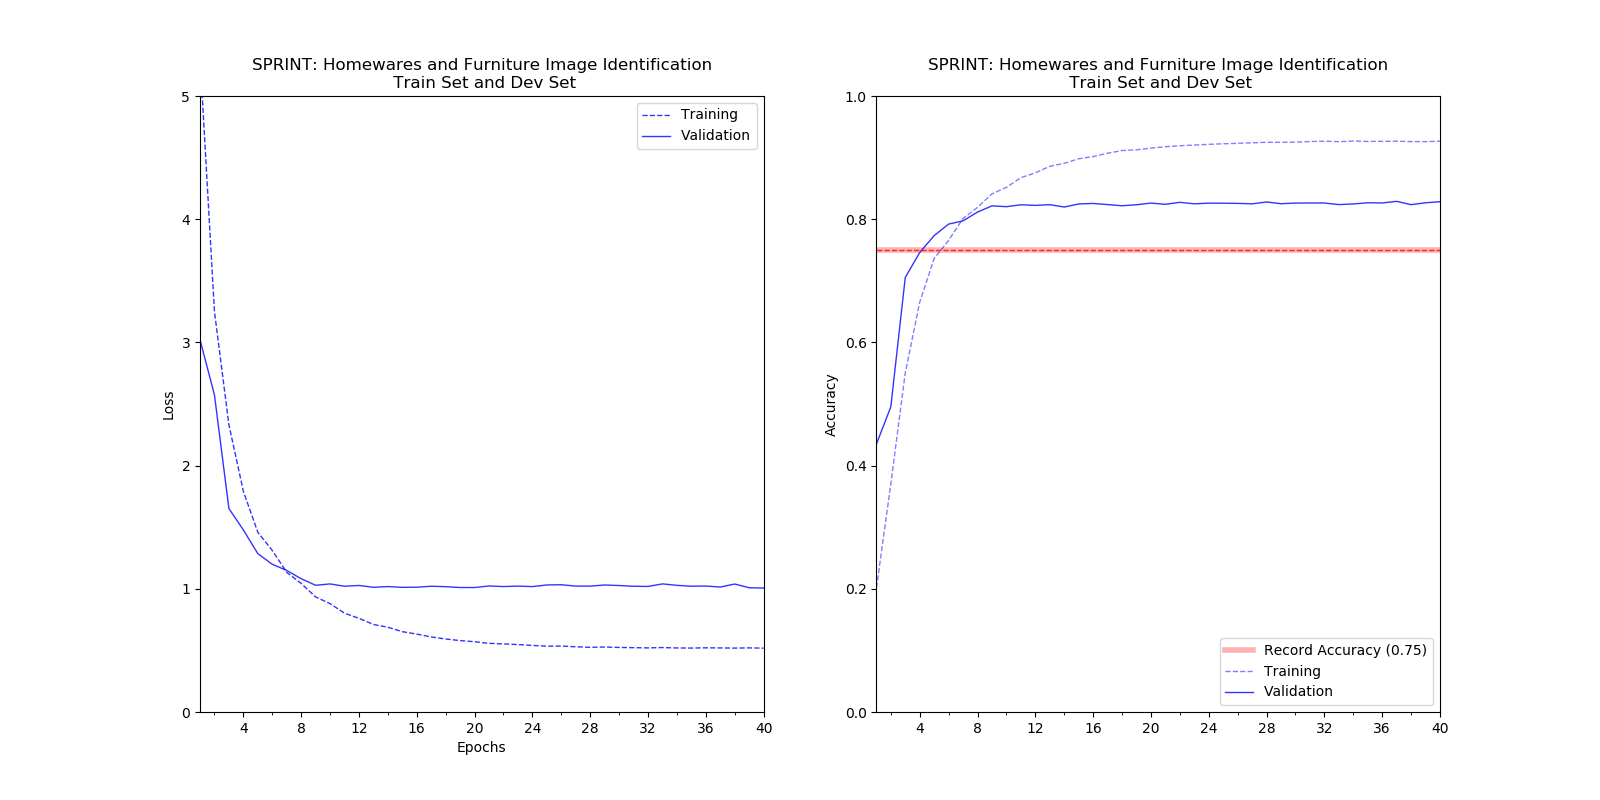 SPRINT: Homewares and Furniture Image Identification
Train Set and Dev Set
5
4
3
2
1
0
Loss
Training
Validation
4 8 12 16 20 24 28 32 36 40
Epochs
SPRINT: Homewares and Furniture Image Identification
Train Set and Dev Set
1.0
0.8
0.6
0.4
0.2
0.0
Accuracy
Record Accuracy (0.75)
Training
Validation
4 8 12 16 20 24 28 32 36 40